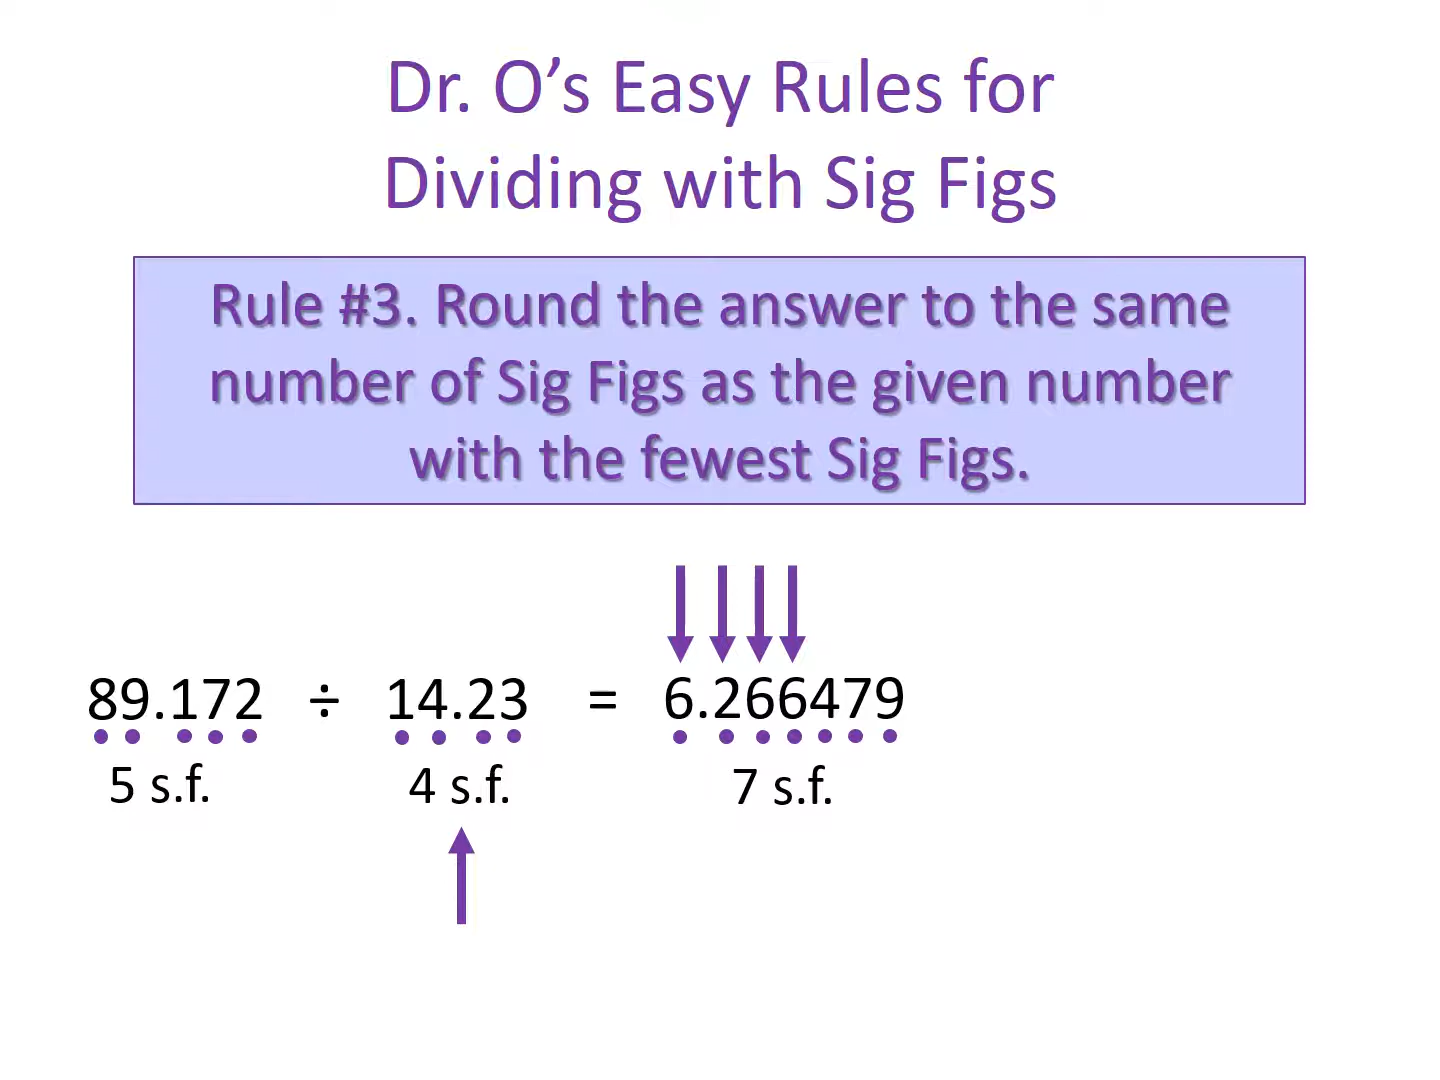 Dr. O’s Easy Rules for
Dividing with Sig Figs
Rule #3. Round the answer to the same
number of Sig Figs as the given number
with the fewest Sig Figs.
89.172 ÷ 14.23 = 6.266479
5 s.f. 4 s.f. 7 s.f.